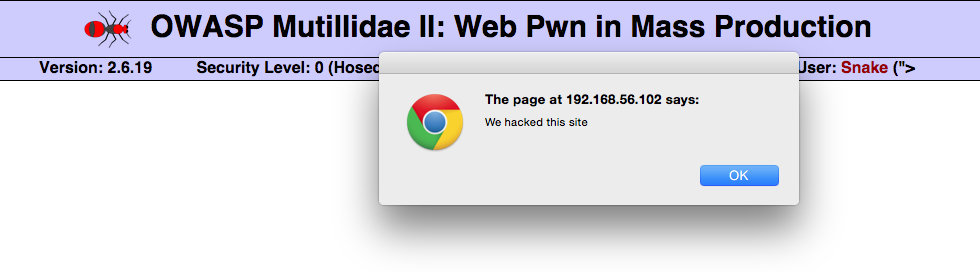 OWASP Mutillidae II: Web Pwn in Mass Production
Version: 2.6.19 Security Level: 0 (Hosed User: Snake (">
The page at 192.168.56.102 says:
We hacked this site
OK